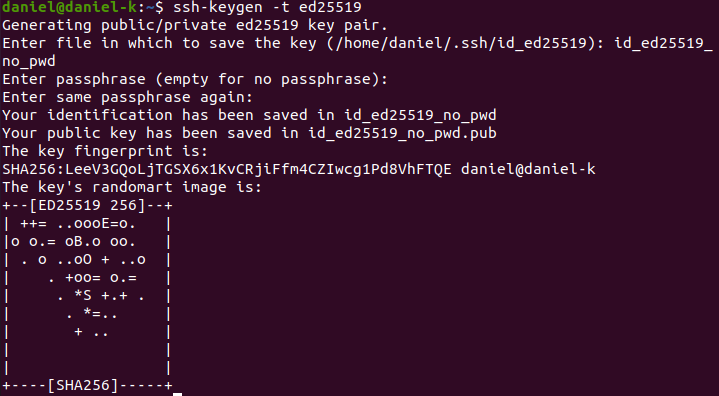 daniel@daniel-k:~$ ssh-keygen -t ed25519
Generating public/private ed25519 key pair.
Enter file in which to save the key (/home/daniel/.ssh/id_ed25519): id_ed25519_
no_pwd
Enter passphrase (empty for no passphrase):
Enter same passphrase again:
Your identification has been saved in id_ed25519_no_pwd
Your public key has been saved in id_ed25519_no_pwd.pub
The key fingerprint is:
SHA256:LeeV3GQoLjTGSX6x1KvCRjiFfm4CZIwcg1Pd8VhFTQE daniel@daniel-k
The key's randomart image is:
+--[ED25519 256]--+
| ++= ..oooE=o.   |
|o o.= oB.o oo.   |
| . o ..oO + ..o  |
|     . +oo= o.=  |
|      . *S +.+ . |
|       . *=..    |
|        + ..     |
|                 |
|                 |
+----[SHA256]-----+